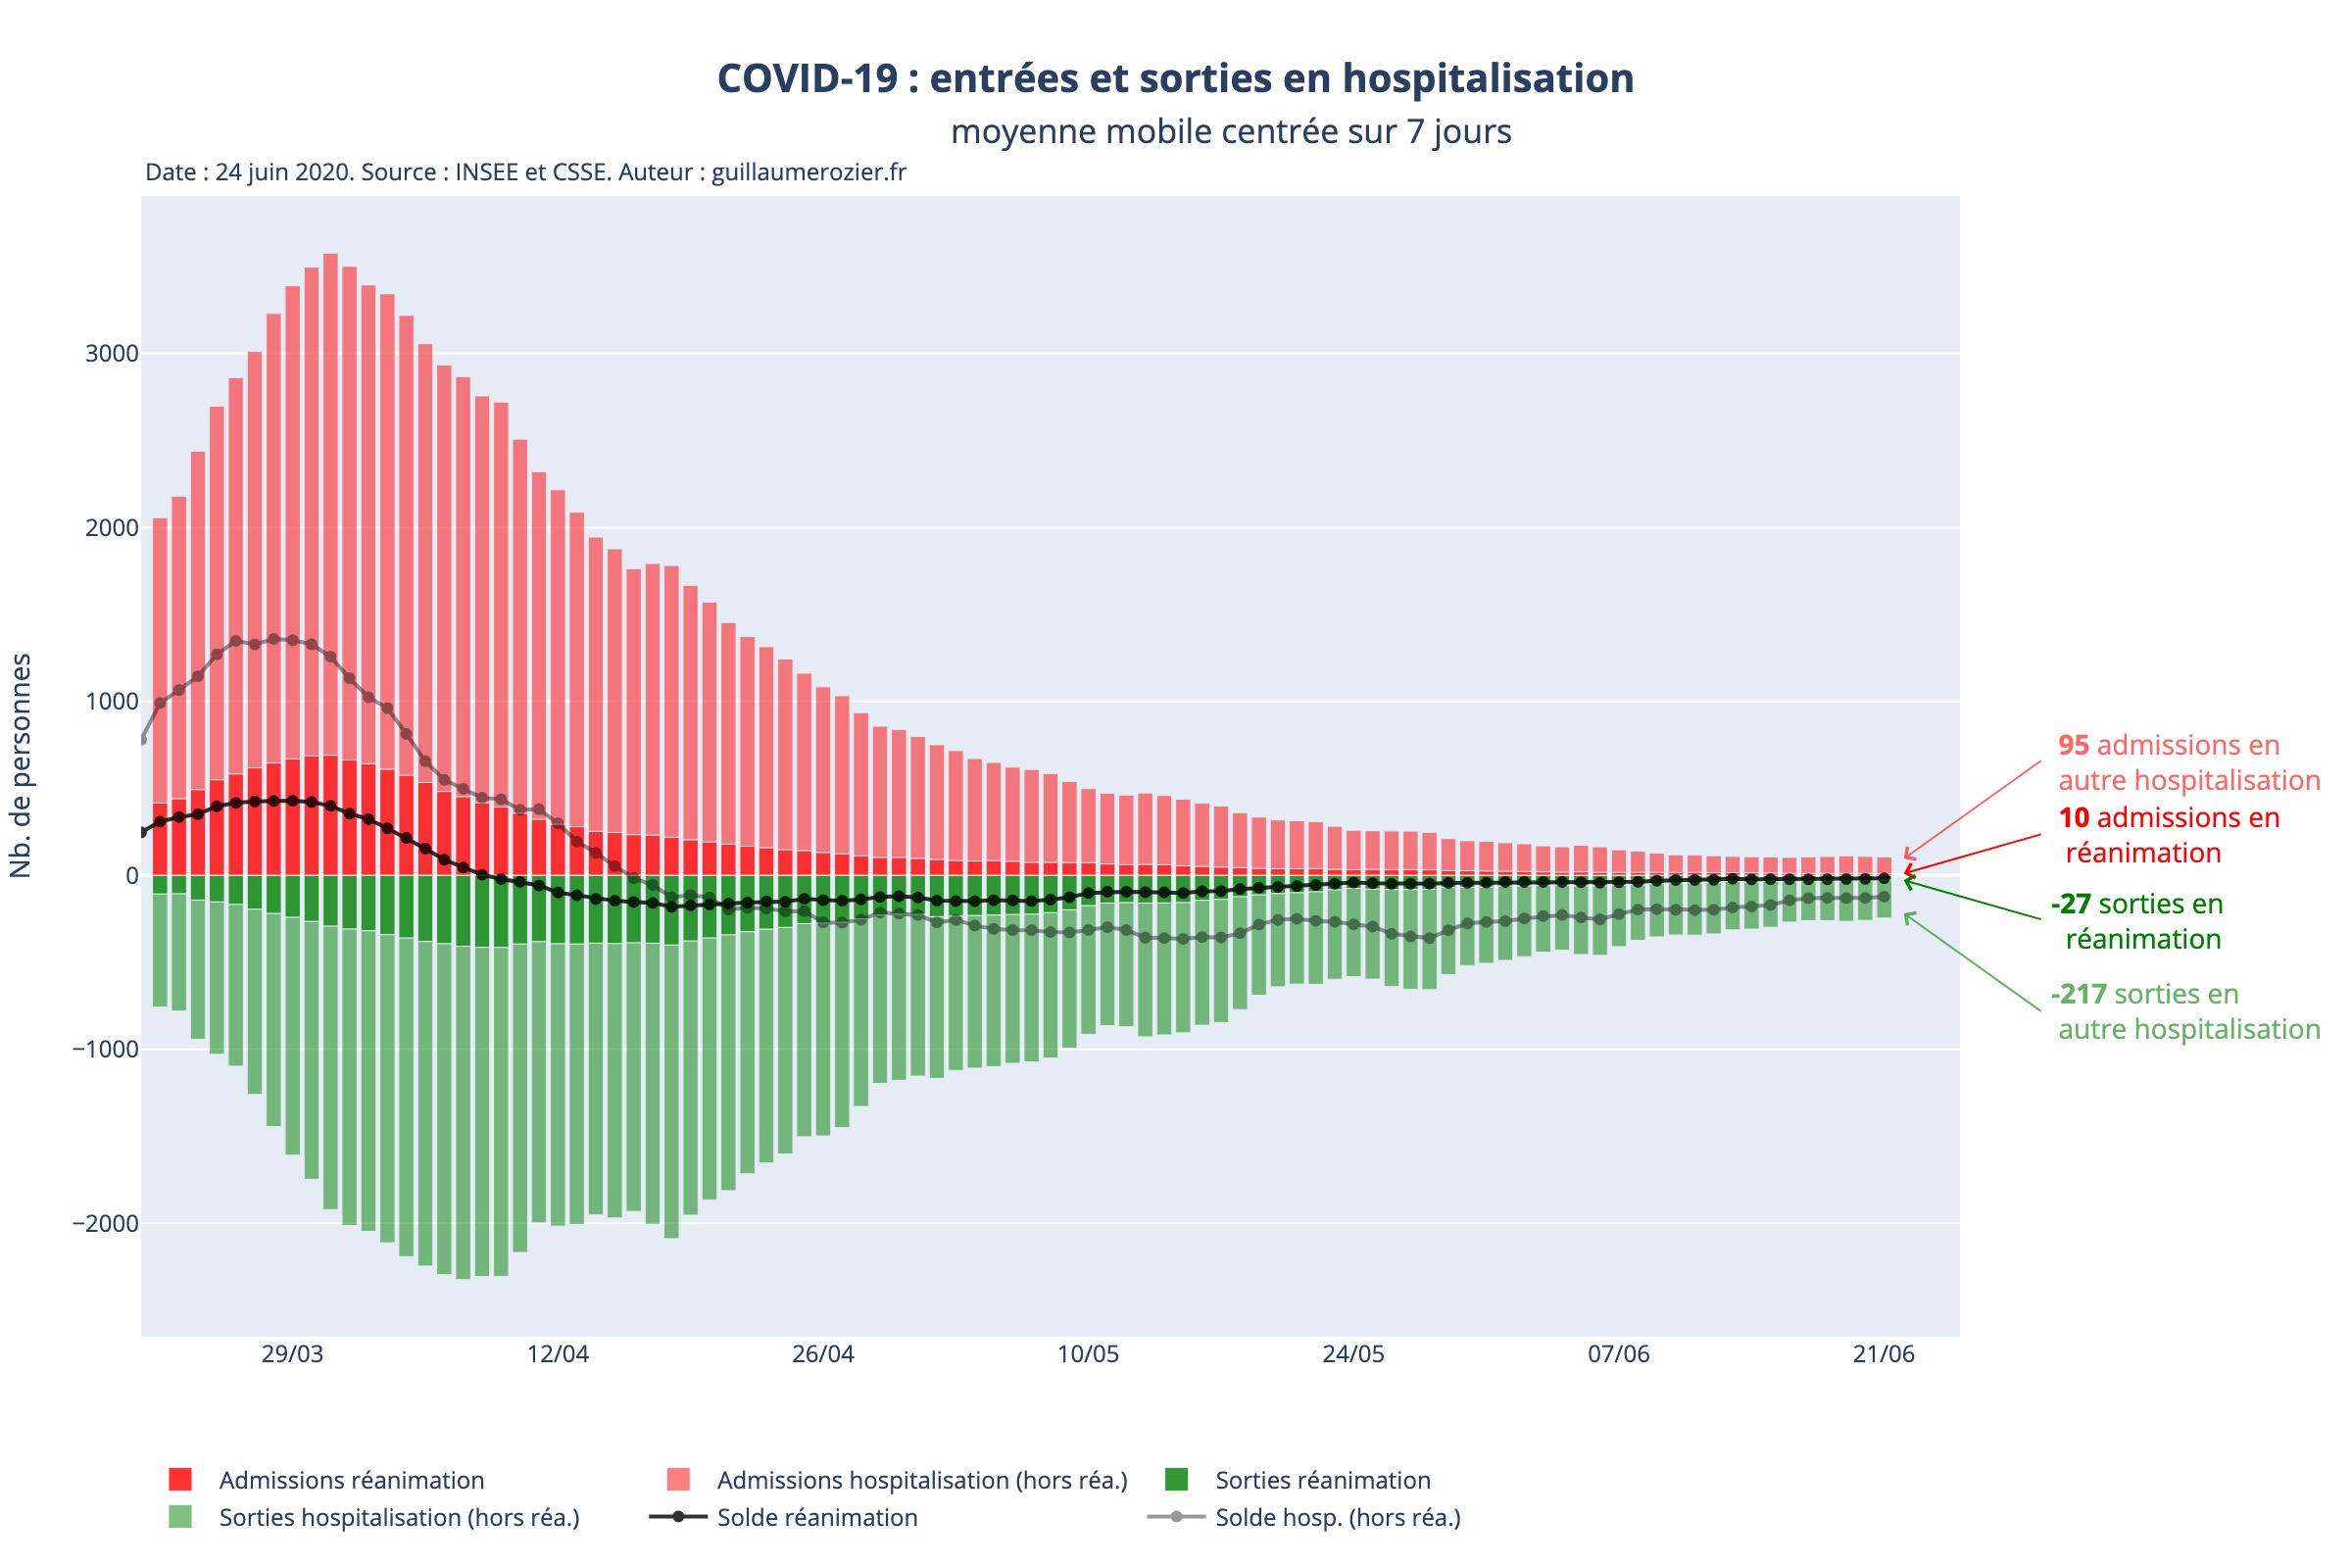 COVID-19 : entrées et sorties en hospitalisation
moyenne mobile centrée sur 7 jours
Date : 24 juin 2020. Source : INSEE et CSSE. Auteur : guillaumerozier.fr
Nb. de personnes
3000
2000
1000
0
−1000
−2000
29/03
12/04
26/04
10/05
24/05
07/06
21/06
95 admissions en
autre hospitalisation
10 admissions en
réanimation
-27 sorties en
réanimation
-217 sorties en
autre hospitalisation
Admissions réanimation
Admissions hospitalisation (hors réa.)
Sorties réanimation
Sorties hospitalisation (hors réa.)
Solde réanimation
Solde hosp. (hors réa.)